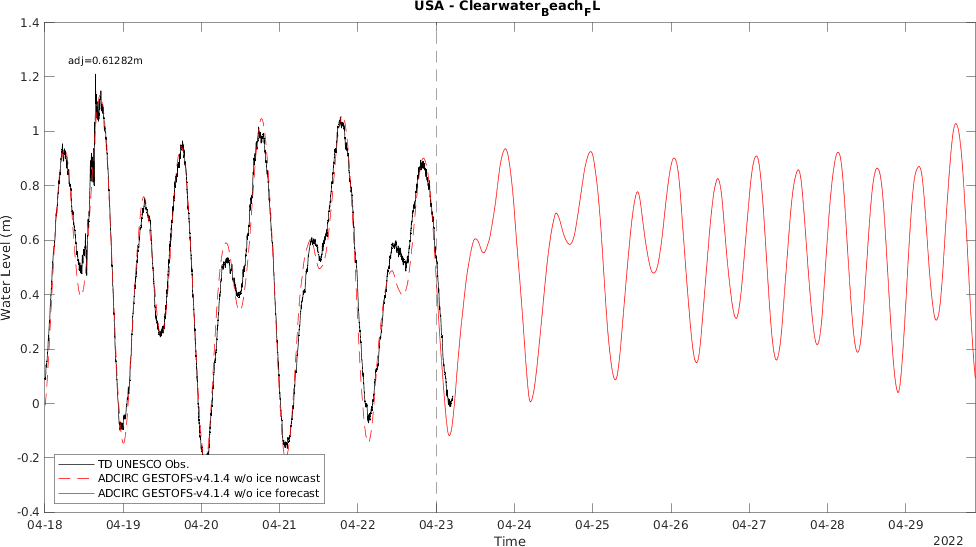 USA - ClearwaterBeachFL
1.4
1.2
1
0.8
0.6
0.4
0.2
0
-0.2
-0.4
Water Level (m)
adj=0.61282m
TD UNESCO Obs.
ADCIRC GESTOFS-v4.1.4 w/o ice nowcast
ADCIRC GESTOFS-v4.1.4 w/o ice forecast
04-18 04-19 04-20 04-21 04-22 04-23 04-24 04-25 04-26 04-27 04-28 04-29
Time
2022